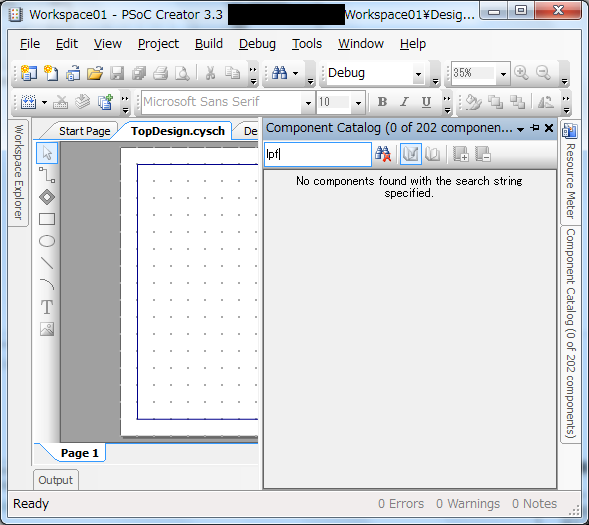 Workspace01 - PSoC Creator 3.3 Workspace01¥Desig...
File Edit View Project Build Debug Tools Window Help
Debug 35%
Microsoft Sans Serif 10 B I U
Workspace Explorer
Start Page TopDesign.cysch De
Component Catalog (0 of 202 componen...
lpf
No components found with the search string
specified.
T
Resource Meter
Component Catalog (0 of 202 components)
Page 1
Output
Ready 0 Errors 0 Warnings 0 Notes